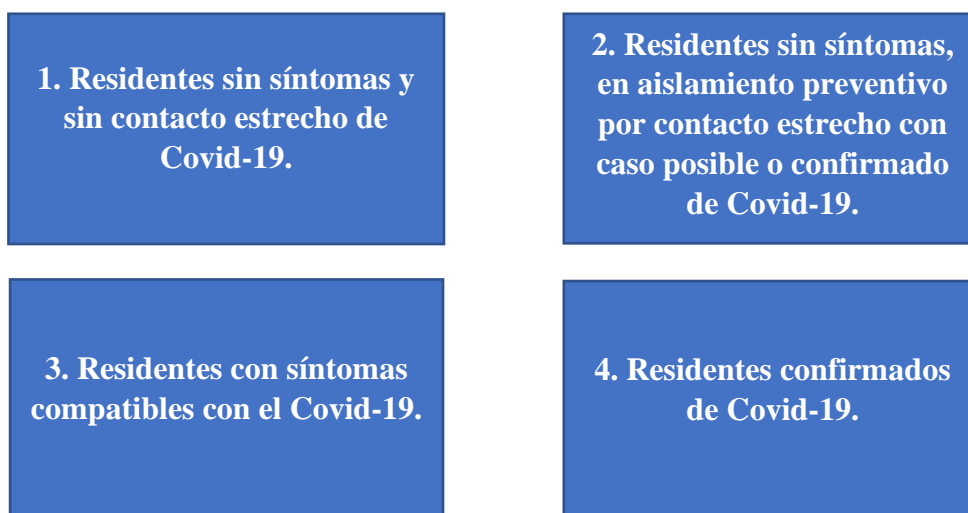 1. Residentes sin síntomas y
sin contacto estrecho de
Covid-19.
2. Residentes sin síntomas,
en aislamiento preventivo
por contacto estrecho con
caso posible o confirmado
de Covid-19.
3. Residentes con síntomas
compatibles con el Covid-19.
4. Residentes confirmados
de Covid-19.